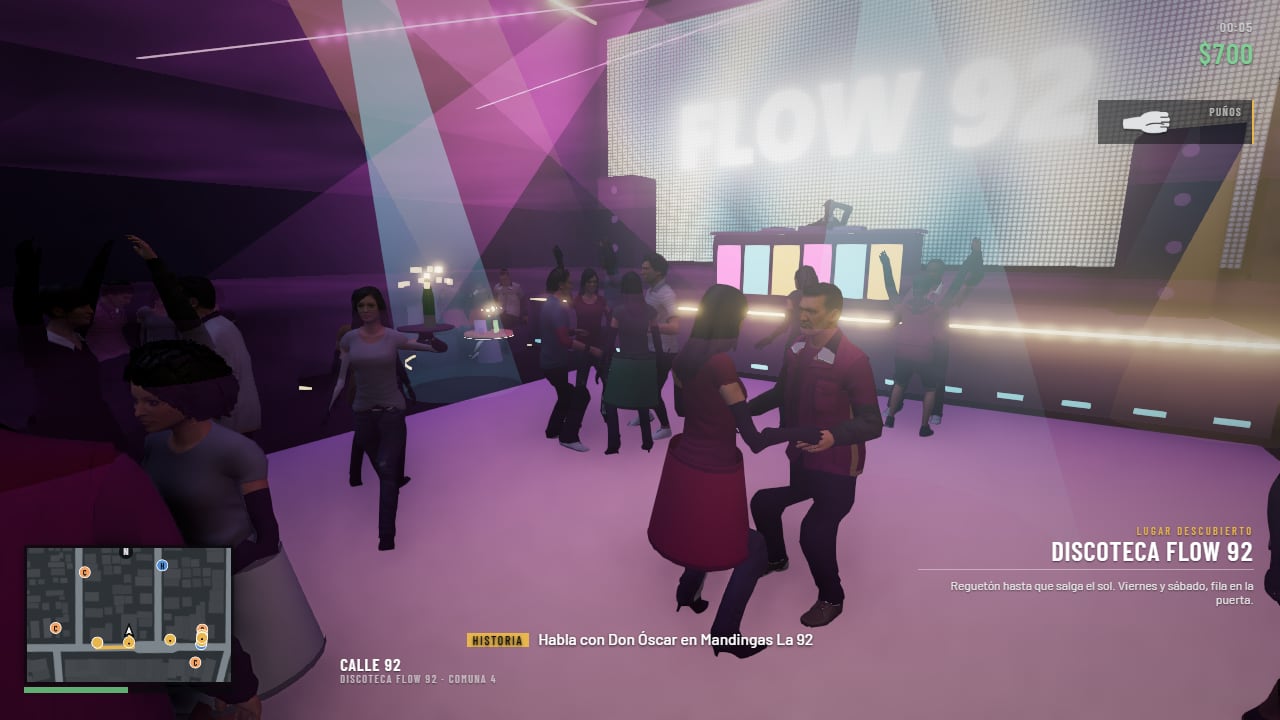 FLOW 92
00:05
$700
PUÑOS
LUGAR DESCUBIERTO
DISCOTECA FLOW 92
Reguetón hasta que salga el sol. Viernes y sábado, fila en la
puerta.
HISTORIA Habla con Don Óscar en Mandingas La 92
CALLE 92
DISCOTECA FLOW 92 - COMUNA 4
N
C
H
C
C